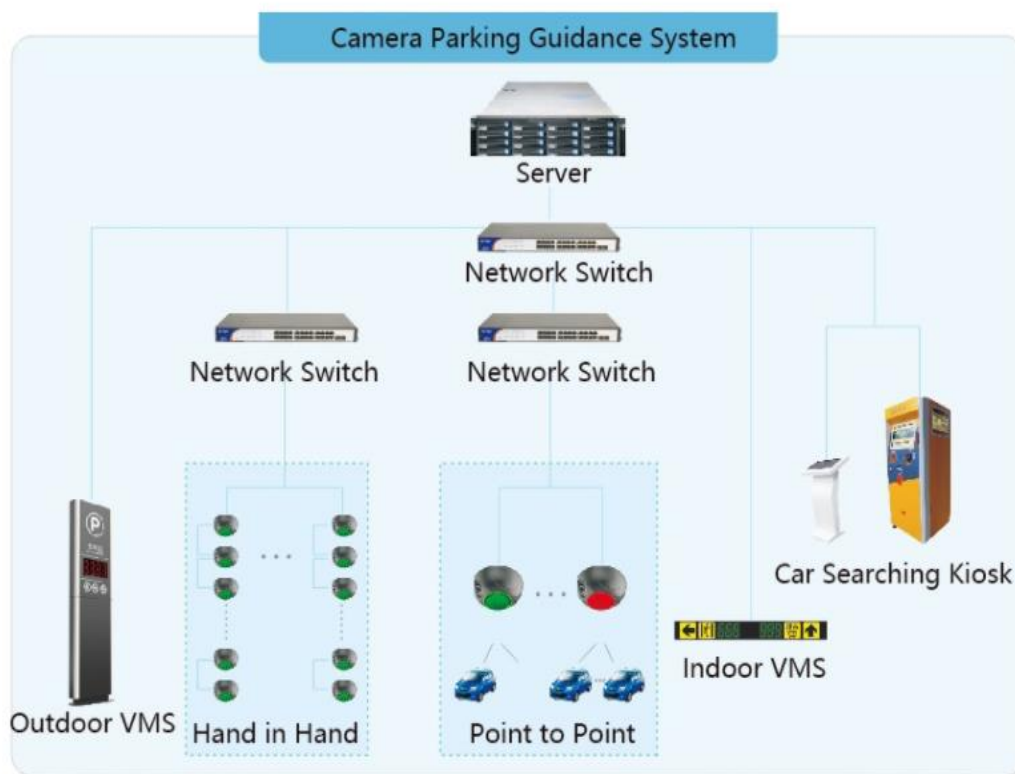 Camera Parking Guidance System
Server
Network Switch
Network Switch
Network Switch
P
Car Searching Kiosk
Indoor VMS
Outdoor VMS
Hand in Hand
Point to Point